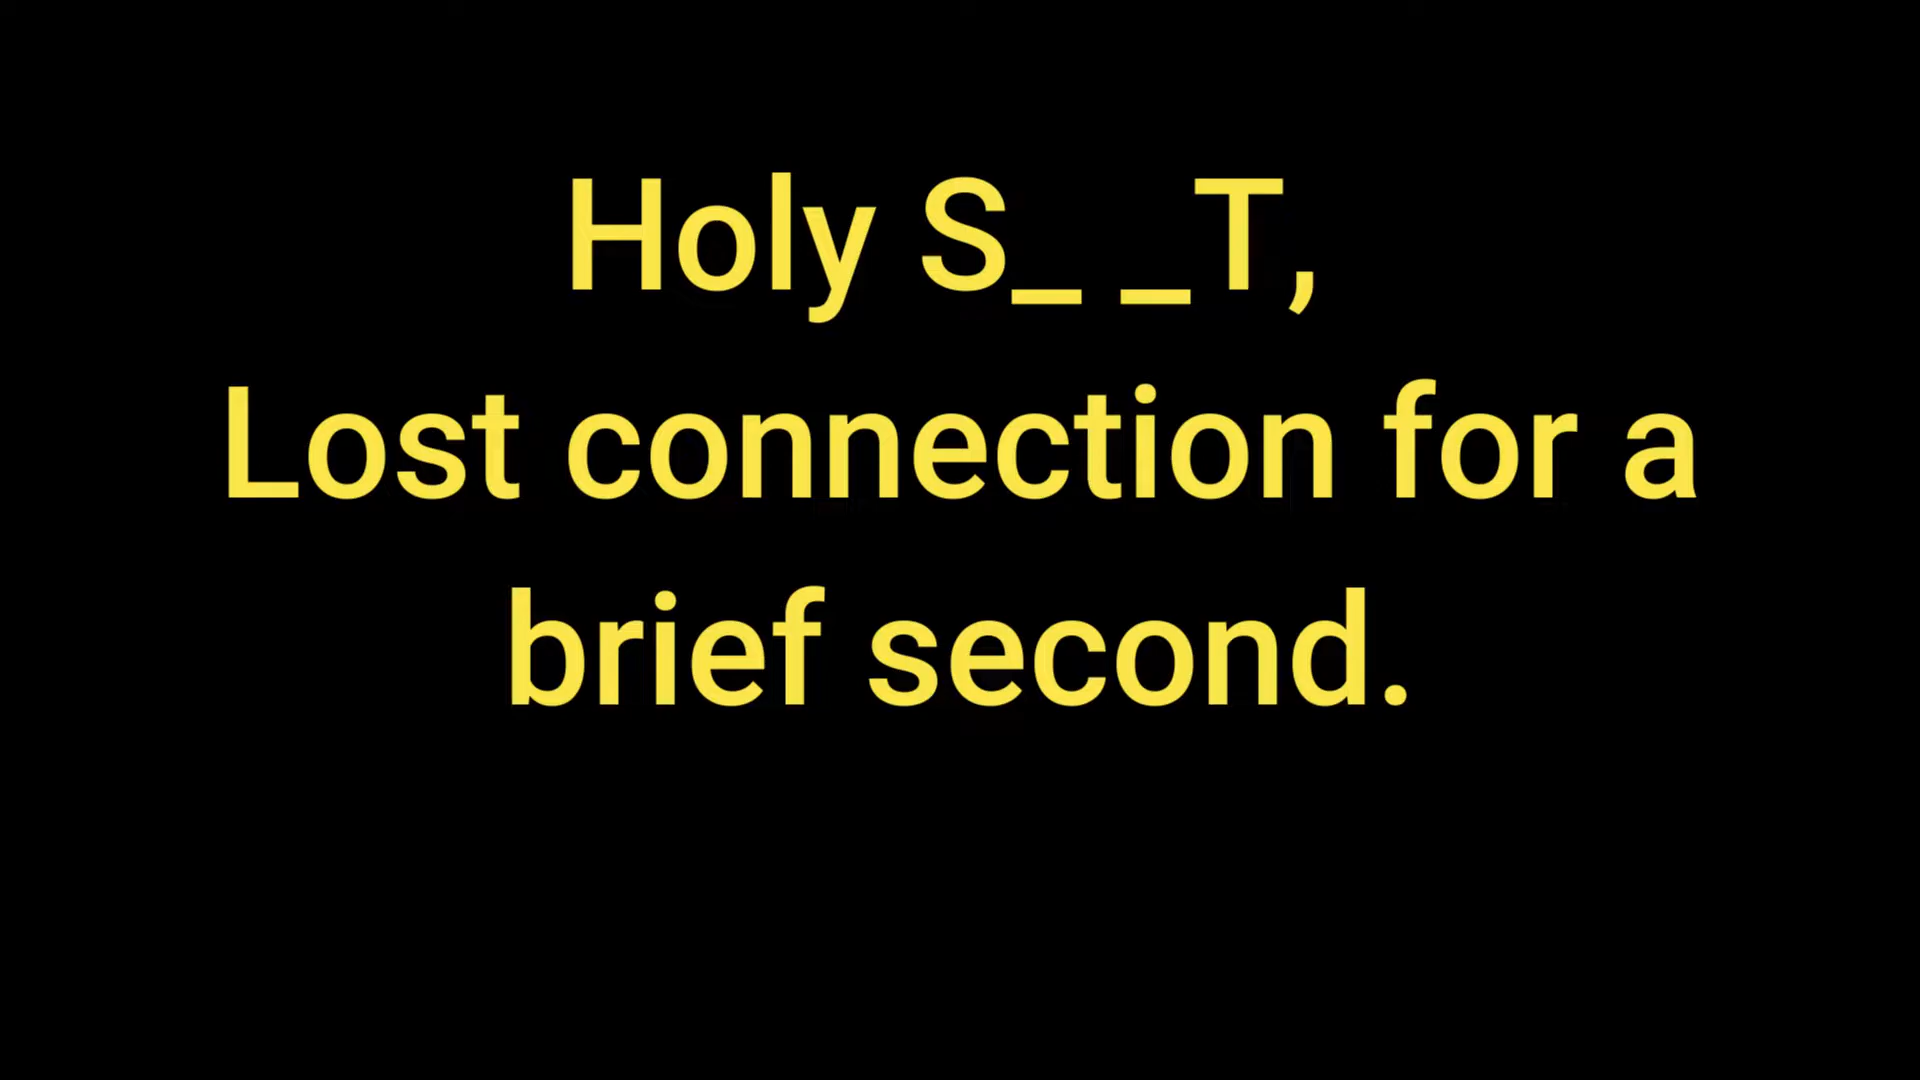 Holy S_ _T,
Lost connection for a
brief second.